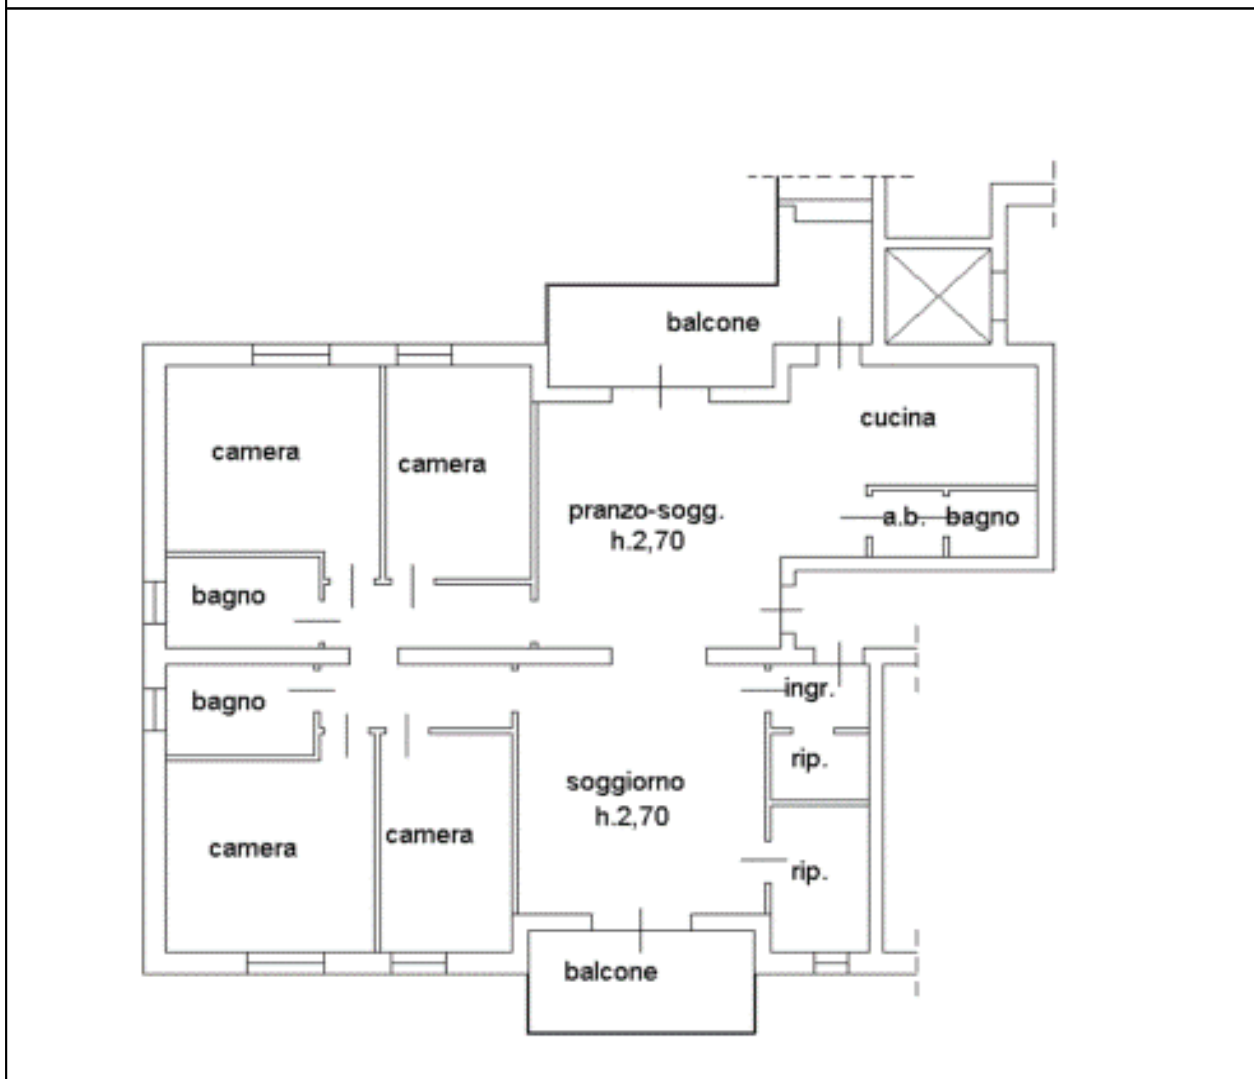 balcone
cucina
camera
camera
pranzo-sogg.
h.2,70
a.b.
bagno
bagno
bagno
ingr.
rip.
soggiorno
h.2,70
camera
camera
rip.
balcone